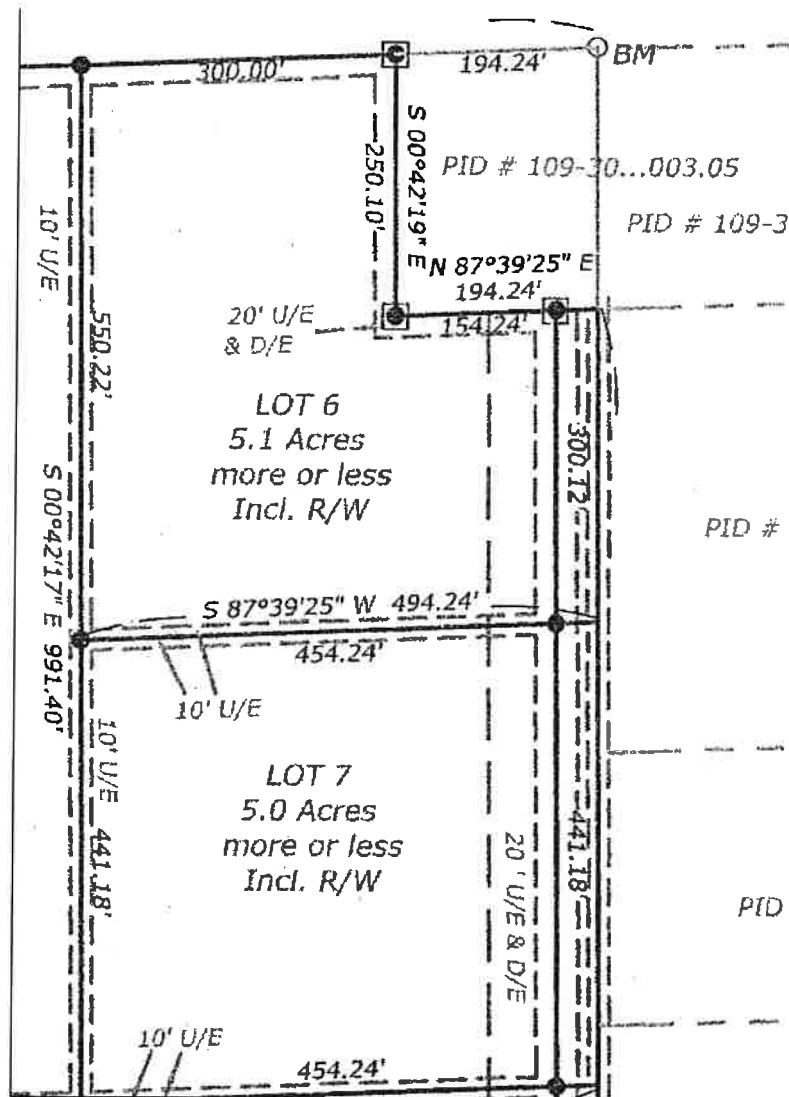 300.00'
194.24'
BM
S 00°42'19" E
250.10'
PID # 109-30...003.05
PID # 109-3
10' U/E
N 87°39'25" E
194.24'
154.24'
20' U/E
& D/E
550.22'
LOT 6
5.1 Acres
more or less
Incl. R/W
300.12'
S 00°42'17" E 991.40'
PID #
S 87°39'25" W 494.24'
454.24'
10' U/E
10' U/E
441.18'
LOT 7
5.0 Acres
more or less
Incl. R/W
441.18'
20' U/E & D/E
PID
10' U/E
454.24'